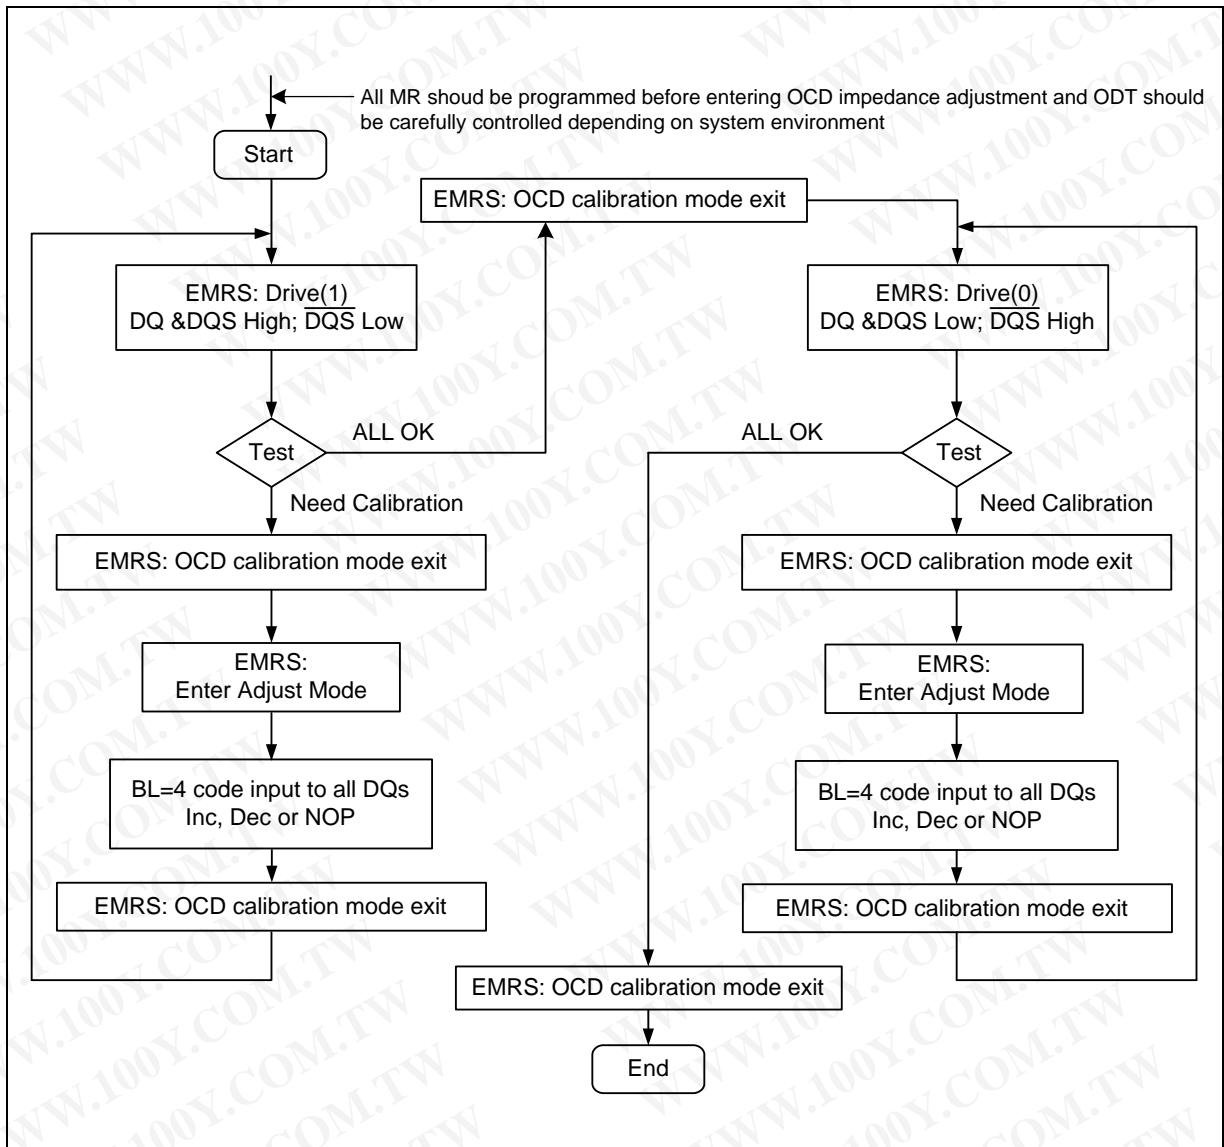 All MR shoud be programmed before entering OCD impedance adjustment and ODT should
be carefully controlled depending on system environment
Start
EMRS: OCD calibration mode exit
EMRS: Drive(1)
DQ &DQS High; D̅Q̅S̅ Low
Test
ALL OK
Need Calibration
EMRS: OCD calibration mode exit
EMRS:
Enter Adjust Mode
BL=4 code input to all DQs
Inc, Dec or NOP
EMRS: OCD calibration mode exit
EMRS: Drive(0)
DQ &DQS Low; D̅Q̅S̅ High
ALL OK
Test
Need Calibration
EMRS: OCD calibration mode exit
EMRS:
Enter Adjust Mode
BL=4 code input to all DQs
Inc, Dec or NOP
EMRS: OCD calibration mode exit
EMRS: OCD calibration mode exit
End
WWW.100Y.COM.TW